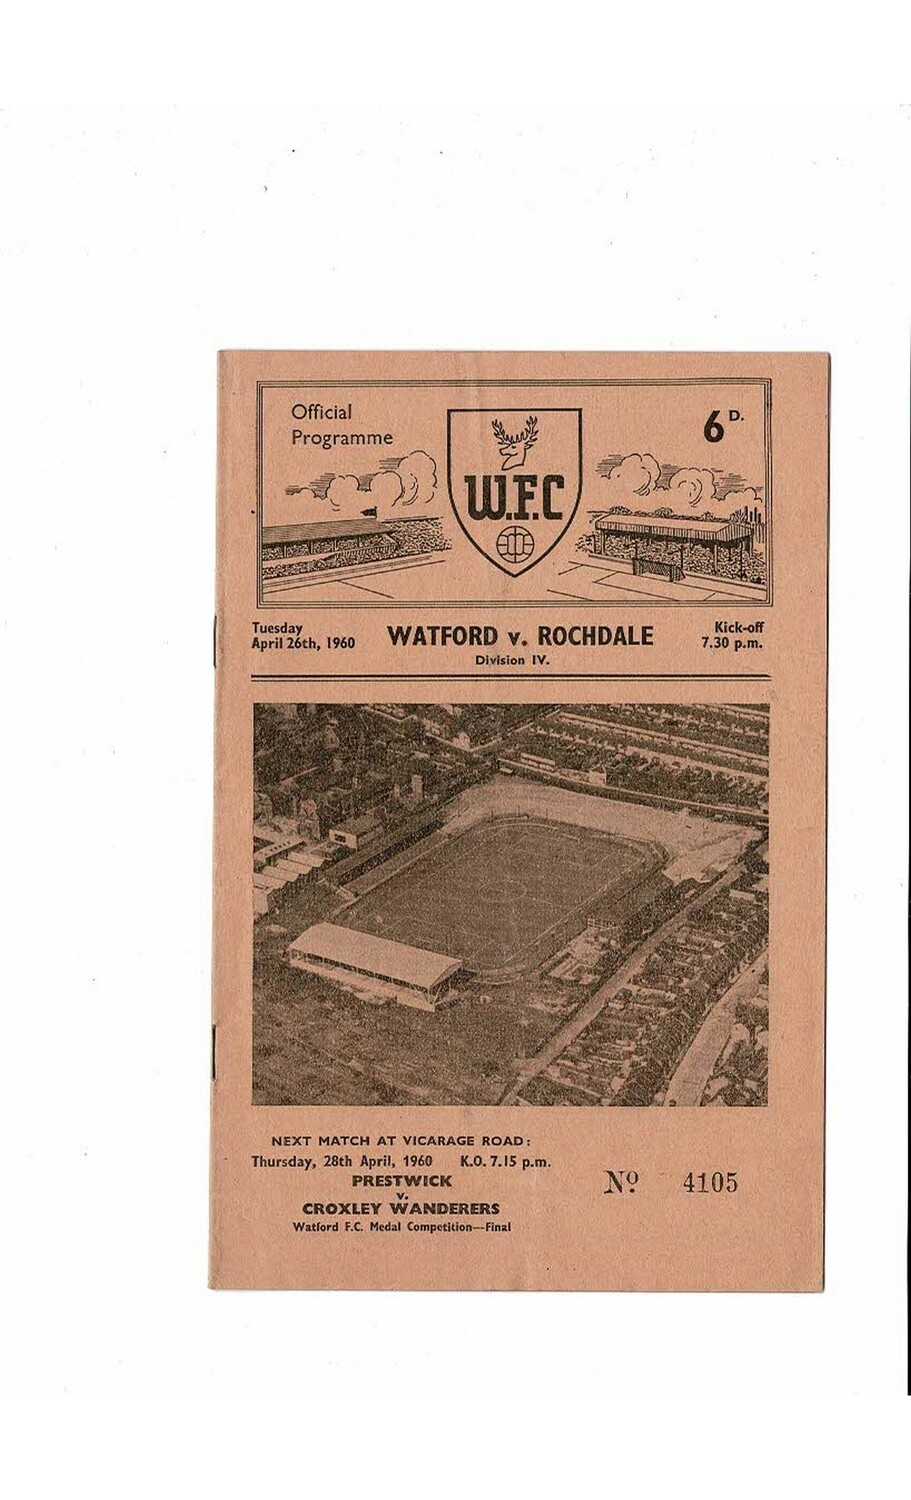 Official
Programme
6D.
W.F.C
Tuesday
April 26th, 1960
WATFORD v. ROCHDALE
Division IV.
Kick-off
7.30 p.m.
NEXT MATCH AT VICARAGE ROAD:
Thursday, 28th April, 1960 K.O. 7.15 p.m.
PRESTWICK
v.
CROXLEY WANDERERS
Watford F.C. Medal Competition—Final
No 4105